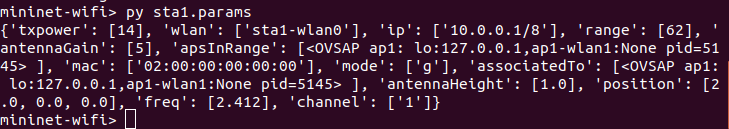 mininet-wifi> py sta1.params
{'txpower': [14], 'wlan': ['sta1-wlan0'], 'ip': ['10.0.0.1/8'], 'range': [62], '
antennaGain': [5], 'apsInRange': [<OVSAP ap1: lo:127.0.0.1,ap1-wlan1:None pid=51
45> ], 'mac': ['02:00:00:00:00:00'], 'mode': ['g'], 'associatedTo': [<OVSAP ap1:
 lo:127.0.0.1,ap1-wlan1:None pid=5145> ], 'antennaHeight': [1.0], 'position': [2
.0, 0.0, 0.0], 'freq': [2.412], 'channel': ['1']}
mininet-wifi>